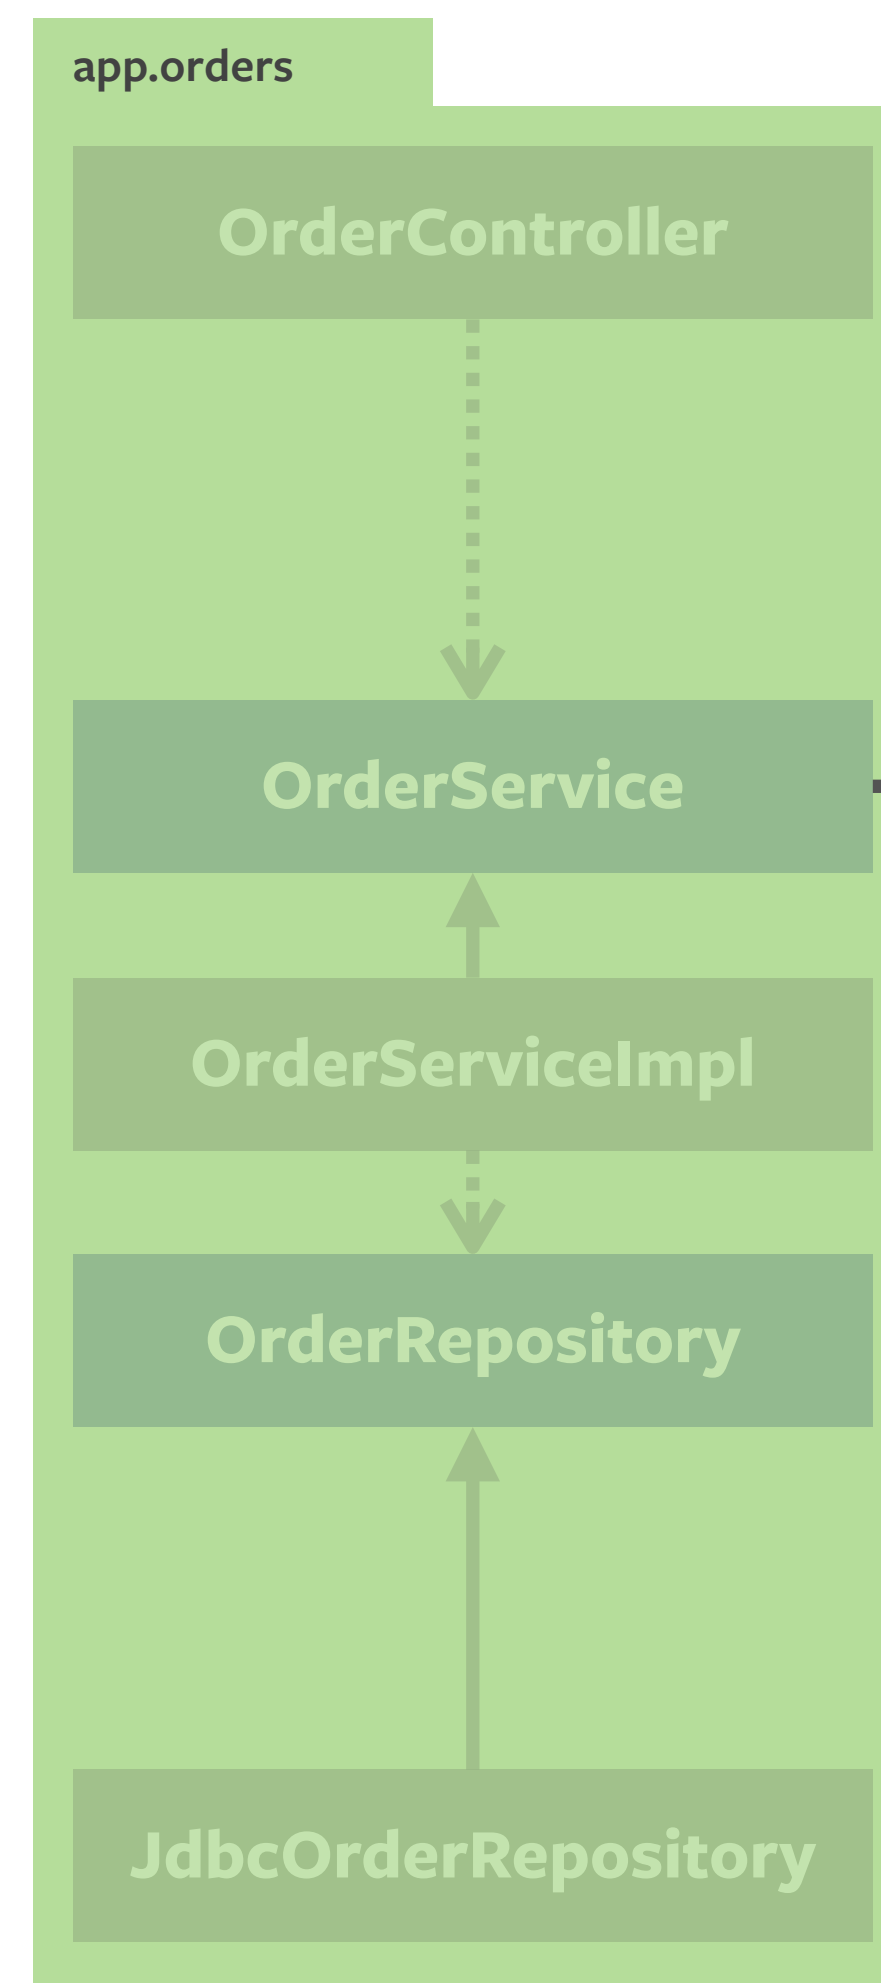 app.orders
OrderController
OrderService
OrderServiceImpl
OrderRepository
JdbcOrderRepository